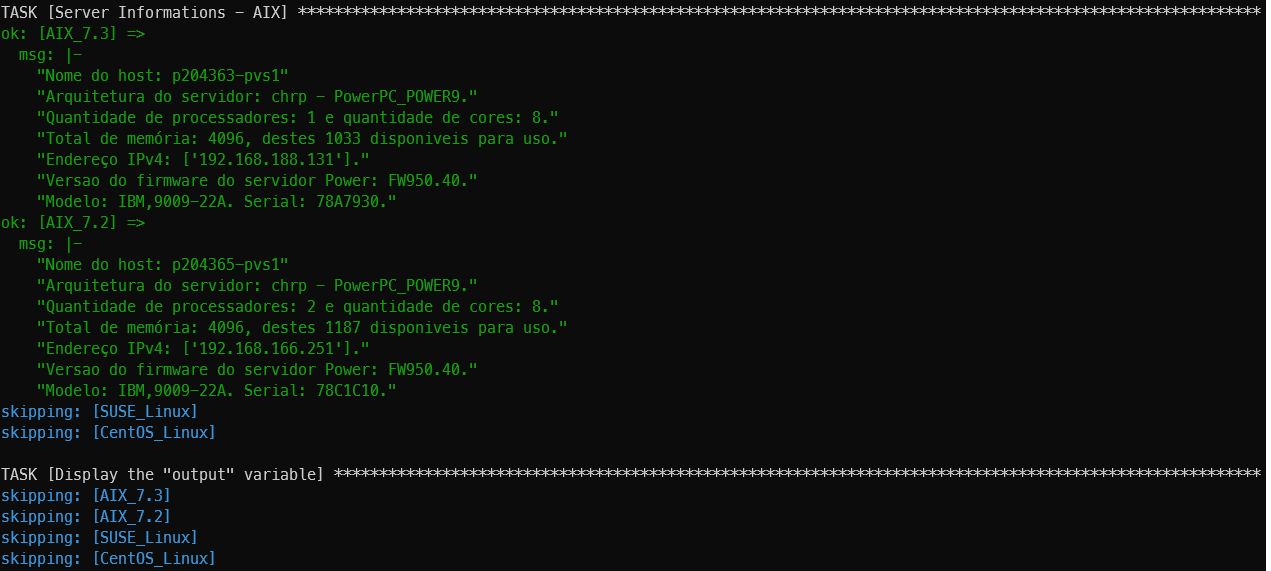 TASK [Server Informations - AIX] ***********************************************************************************************************
ok: [AIX_7.3] =>
  msg: |-
    "Nome do host: p204363-pvs1"
    "Arquitetura do servidor: chrp - PowerPC_POWER9."
    "Quantidade de processadores: 1 e quantidade de cores: 8."
    "Total de memória: 4096, destes 1033 disponiveis para uso."
    "Endereço IPv4: ['192.168.188.131']."
    "Versao do firmware do servidor Power: FW950.40."
    "Modelo: IBM,9009-22A. Serial: 78A7930."
ok: [AIX_7.2] =>
  msg: |-
    "Nome do host: p204365-pvs1"
    "Arquitetura do servidor: chrp - PowerPC_POWER9."
    "Quantidade de processadores: 2 e quantidade de cores: 8."
    "Total de memória: 4096, destes 1187 disponiveis para uso."
    "Endereço IPv4: ['192.168.166.251']."
    "Versao do firmware do servidor Power: FW950.40."
    "Modelo: IBM,9009-22A. Serial: 78C1C10."
skipping: [SUSE_Linux]
skipping: [CentOS_Linux]

TASK [Display the "output" variable] *******************************************************************************************************
skipping: [AIX_7.3]
skipping: [AIX_7.2]
skipping: [SUSE_Linux]
skipping: [CentOS_Linux]